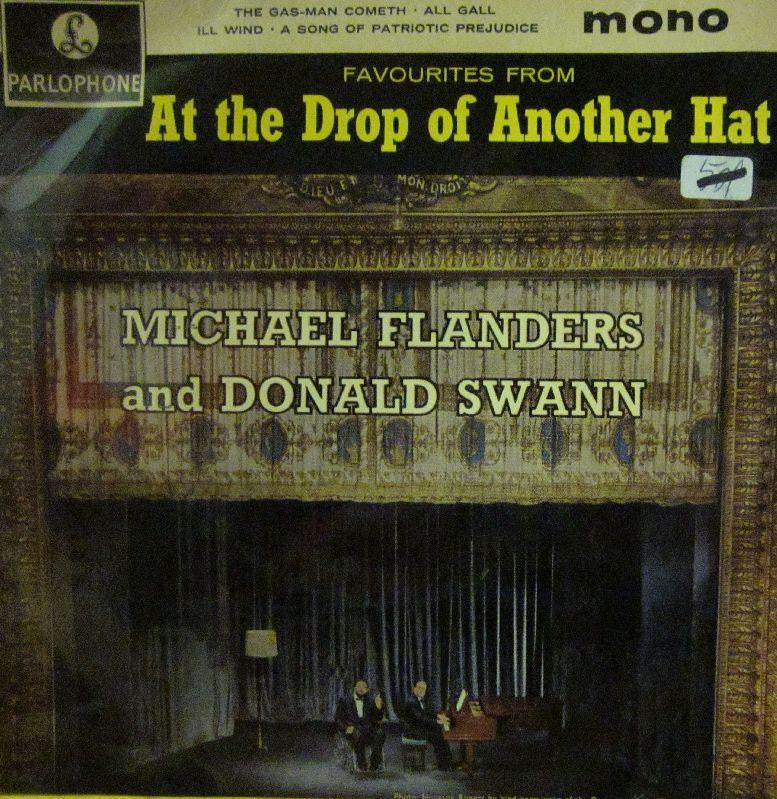 THE GAS-MAN COMETH · ALL GALL
ILL WIND · A SONG OF PATRIOTIC PREJUDICE
mono
£
PARLOPHONE
FAVOURITES FROM
At the Drop of Another Hat
DIEU ET MON DROIT
MICHAEL FLANDERS
and DONALD SWANN